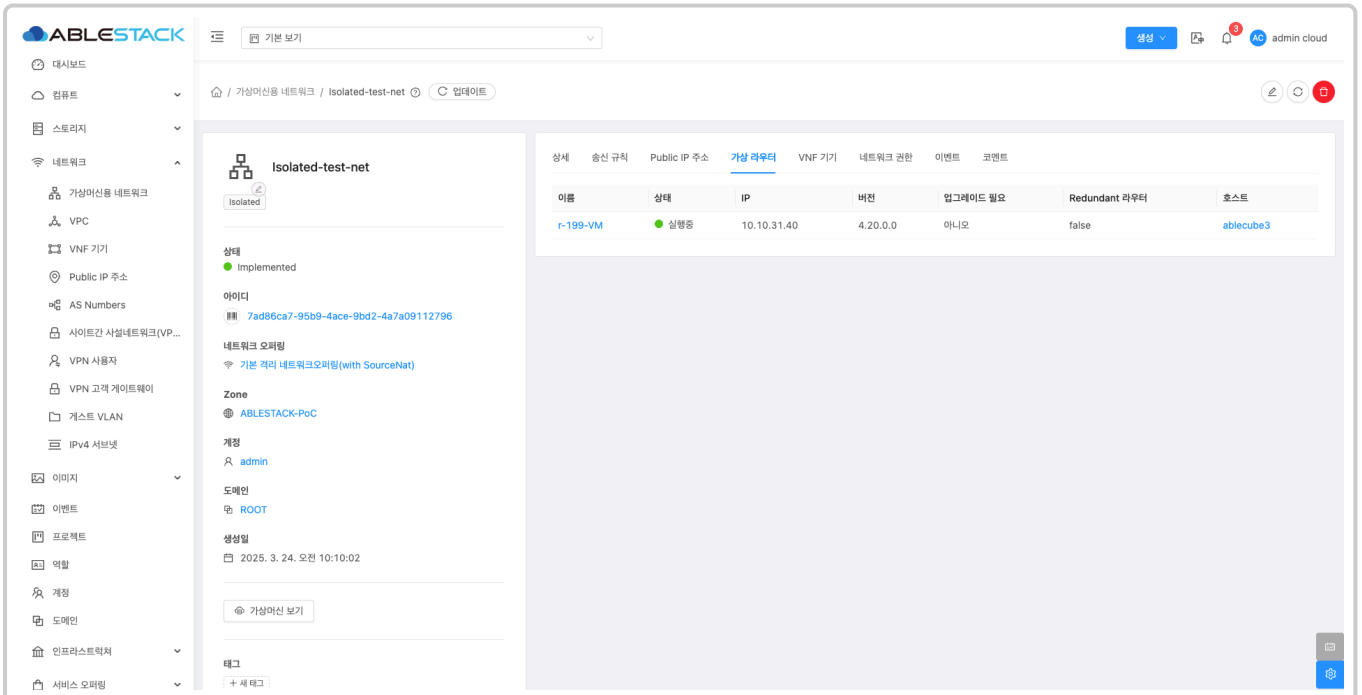 ABLESTACK
기본 보기
생성
3
AC
admin cloud
대시보드
컴퓨트
스토리지
네트워크
가상머신용 네트워크
VPC
VNF 기기
Public IP 주소
AS Numbers
사이트간 사설네트워크(VP...
VPN 사용자
VPN 고객 게이트웨이
게스트 VLAN
IPv4 서브넷
이미지
이벤트
프로젝트
역할
계정
도메인
인프라스트럭쳐
서비스 오퍼링
/ 가상머신용 네트워크 / Isolated-test-net
업데이트
Isolated-test-net
Isolated
상태
Implemented
아이디
7ad86ca7-95b9-4ace-9bd2-4a7a09112796
네트워크 오퍼링
기본 격리 네트워크오퍼링(with SourceNat)
Zone
ABLESTACK-PoC
계정
admin
도메인
ROOT
생성일
2025. 3. 24. 오전 10:10:02
가상머신 보기
태그
+ 새 태그
상세 송신 규칙 Public IP 주소 가상 라우터 VNF 기기 네트워크 권한 이벤트 코멘트
이름 상태 IP 버전 업그레이드 필요 Redundant 라우터 호스트
r-199-VM 실행중 10.10.31.40 4.20.0.0 아니오 false ablecube3